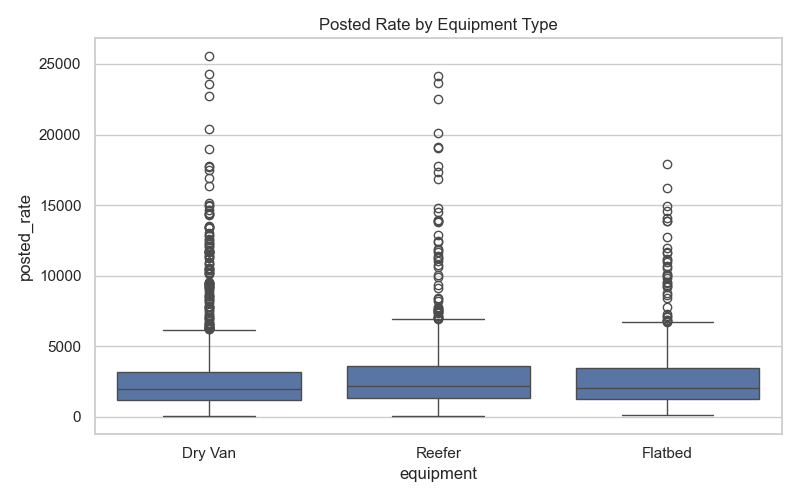 Posted Rate by Equipment Type
25000
20000
15000
10000
5000
0
posted_rate
Dry Van Reefer Flatbed
equipment